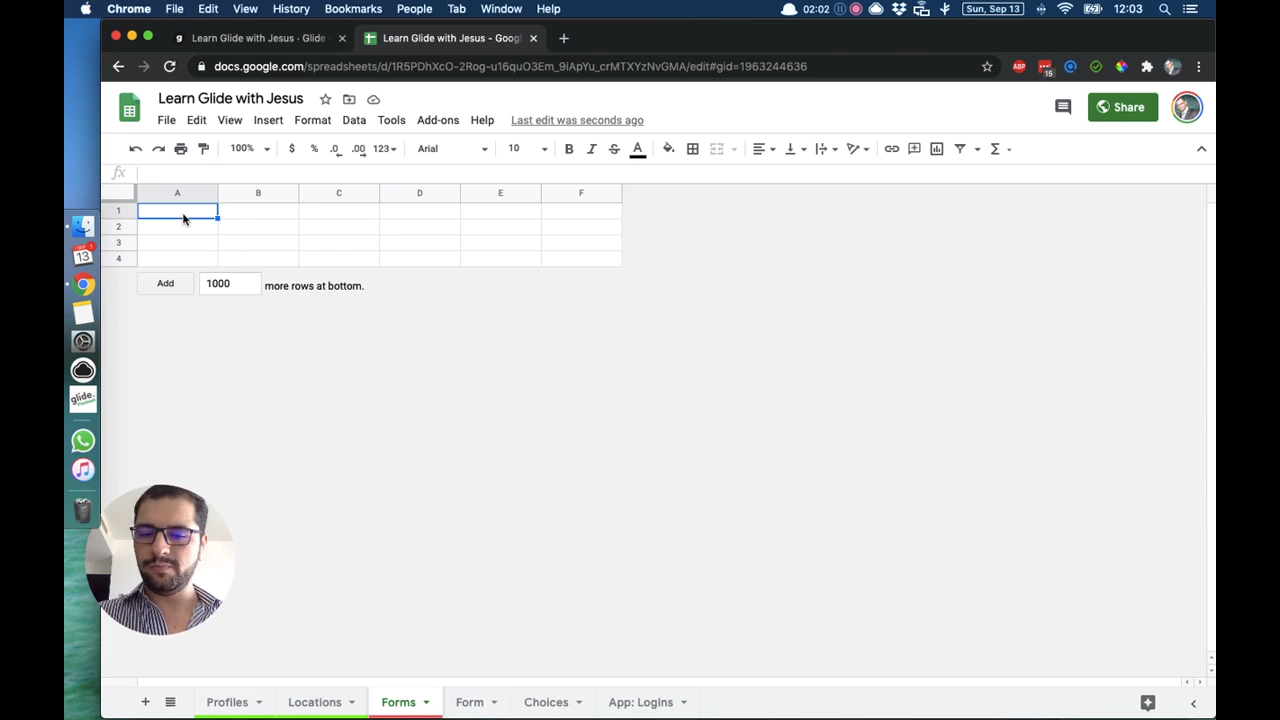 Chrome File Edit View History Bookmarks People Tab Window Help 02:02 Sun, Sep 13 12:03
g Learn Glide with Jesus · Glide × Learn Glide with Jesus - Googl × +
docs.google.com/spreadsheets/d/1R5PDhXcO-2Rog-u16quO3Em_9iApYu_crMTXYzNvGMA/edit#gid=1963244636 ABP 15
Learn Glide with Jesus
File Edit View Insert Format Data Tools Add-ons Help Last edit was seconds ago Share
100% $ % .0 .00 123 Arial 10 B I S A Σ
fx
A B C D E F
1
2
3
4
Add 1000 more rows at bottom.
SEP 13 1
glide.
+ Profiles Locations Forms Form Choices App: Logins